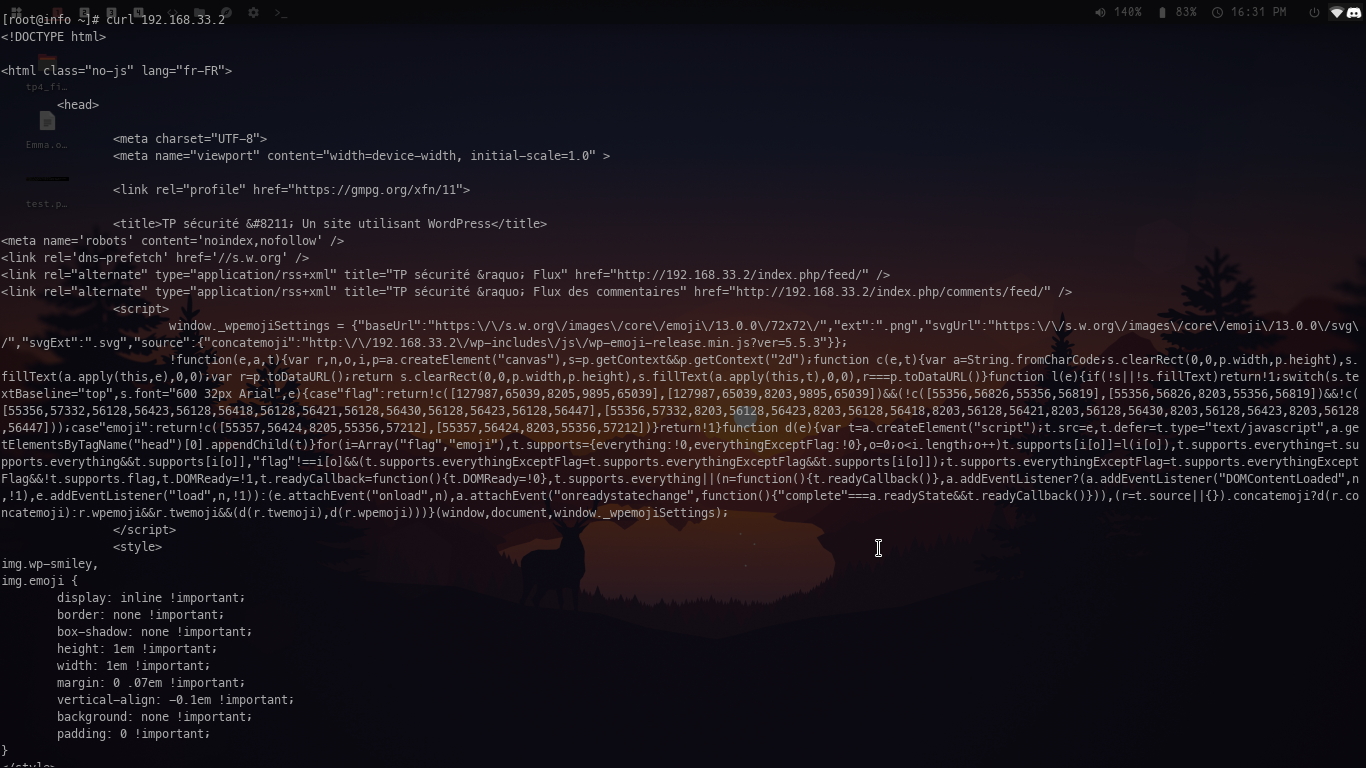 [root@info ~]# curl 192.168.33.2
140% 83% 16:31 PM
<!DOCTYPE html>
<html class="no-js" lang="fr-FR">
tp4_fi…
<head>
Emma.o…
<meta charset="UTF-8">
<meta name="viewport" content="width=device-width, initial-scale=1.0" >
<link rel="profile" href="https://gmpg.org/xfn/11">
test.p…
<title>TP sécurité &#8211; Un site utilisant WordPress</title>
<meta name='robots' content='noindex,nofollow' />
<link rel='dns-prefetch' href='//s.w.org' />
<link rel="alternate" type="application/rss+xml" title="TP sécurité &raquo; Flux" href="http://192.168.33.2/index.php/feed/" />
<link rel="alternate" type="application/rss+xml" title="TP sécurité &raquo; Flux des commentaires" href="http://192.168.33.2/index.php/comments/feed/" />
<script>
window._wpemojiSettings = {"baseUrl":"https:\/\/s.w.org\/images\/core\/emoji\/13.0.0\/72x72\/","ext":".png","svgUrl":"https:\/\/s.w.org\/images\/core\/emoji\/13.0.0\/svg\
/","svgExt":".svg","source":{"concatemoji":"http:\/\/192.168.33.2\/wp-includes\/js\/wp-emoji-release.min.js?ver=5.5.3"}};
!function(e,a,t){var r,n,o,i,p=a.createElement("canvas"),s=p.getContext&&p.getContext("2d");function c(e,t){var a=String.fromCharCode;s.clearRect(0,0,p.width,p.height),s.
fillText(a.apply(this,e),0,0);var r=p.toDataURL();return s.clearRect(0,0,p.width,p.height),s.fillText(a.apply(this,t),0,0),r===p.toDataURL()}function l(e){if(!s||!s.fillText)return!1;switch(s.te
xtBaseline="top",s.font="600 32px Arial",e){case"flag":return!c([127987,65039,8205,9895,65039],[127987,65039,8203,9895,65039])&&(!c([55356,56826,55356,56819],[55356,56826,8203,55356,56819])&&!c(
[55356,57332,56128,56423,56128,56418,56128,56421,56128,56430,56128,56423,56128,56447],[55356,57332,8203,56128,56423,8203,56128,56418,8203,56128,56421,8203,56128,56430,8203,56128,56423,8203,56128
,56447]));case"emoji":return!c([55357,56424,8205,55356,57212],[55357,56424,8203,55356,57212])}return!1}function d(e){var t=a.createElement("script");t.src=e,t.defer=t.type="text/javascript",a.ge
tElementsByTagName("head")[0].appendChild(t)}for(i=Array("flag","emoji"),t.supports={everything:!0,everythingExceptFlag:!0},o=0;o<i.length;o++)t.supports[i[o]]=l(i[o]),t.supports.everything=t.su
pports.everything&&t.supports[i[o]],"flag"!==i[o]&&(t.supports.everythingExceptFlag=t.supports.everythingExceptFlag&&t.supports[i[o]]);t.supports.everythingExceptFlag=t.supports.everythingExcept
Flag&&!t.supports.flag,t.DOMReady=!1,t.readyCallback=function(){t.DOMReady=!0},t.supports.everything||(n=function(){t.readyCallback()},a.addEventListener?(a.addEventListener("DOMContentLoaded",n
,!1),e.addEventListener("load",n,!1)):(e.attachEvent("onload",n),a.attachEvent("onreadystatechange",function(){"complete"===a.readyState&&t.readyCallback()})),(r=t.source||{}).concatemoji?d(r.co
ncatemoji):r.wpemoji&&r.twemoji&&(d(r.twemoji),d(r.wpemoji)))}(window,document,window._wpemojiSettings);
</script>
<style>
img.wp-smiley,
img.emoji {
display: inline !important;
border: none !important;
box-shadow: none !important;
height: 1em !important;
width: 1em !important;
margin: 0 .07em !important;
vertical-align: -0.1em !important;
background: none !important;
padding: 0 !important;
}
</style>